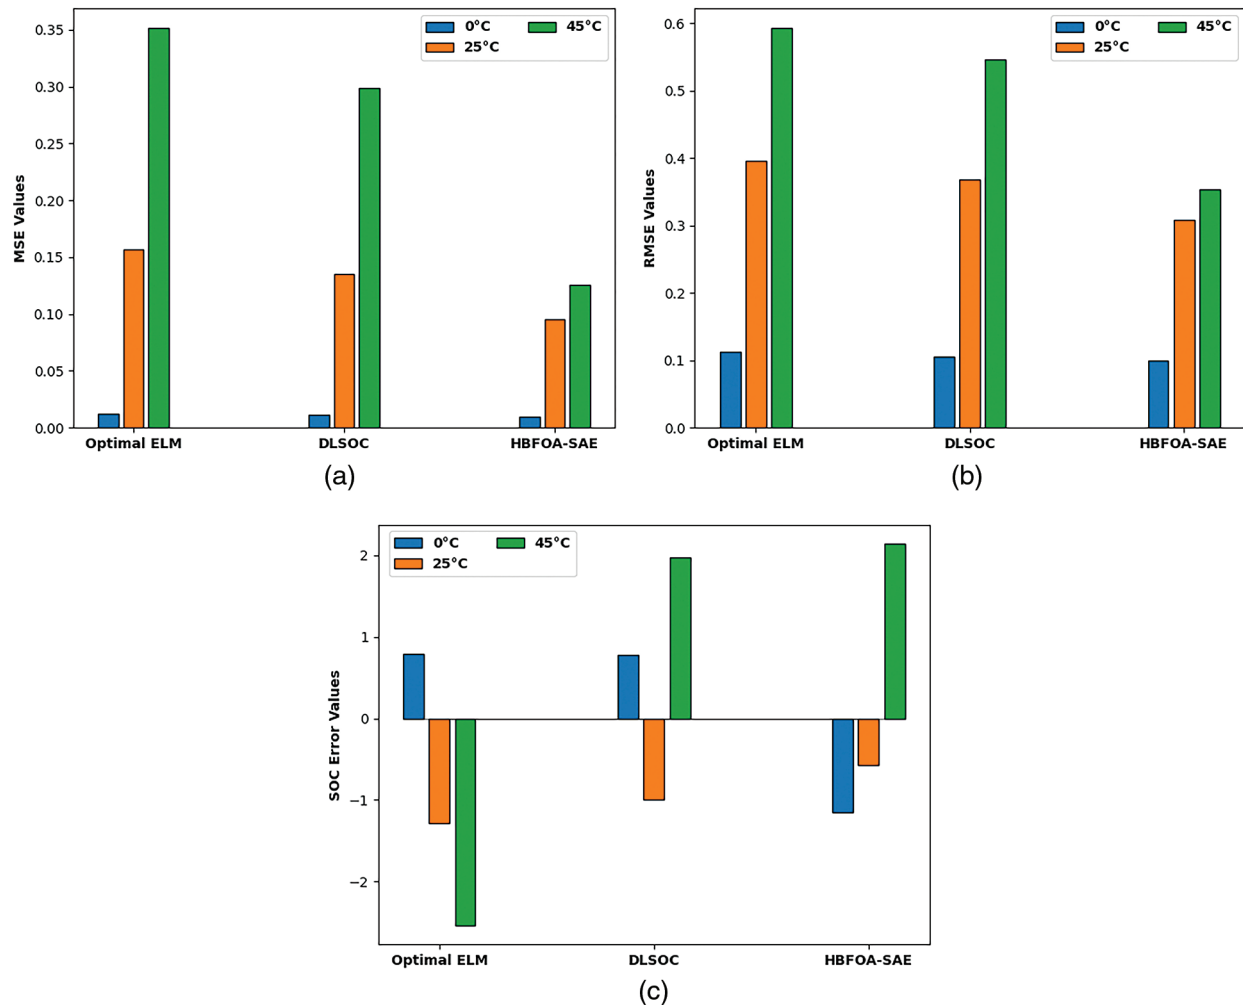 0°C 45°C
25°C
MSE Values
0.35
0.30
0.25
0.20
0.15
0.10
0.05
0.00
Optimal ELM DLSOC HBFOA-SAE
(a)
0°C 45°C
25°C
RMSE Values
0.6
0.5
0.4
0.3
0.2
0.1
0.0
Optimal ELM DLSOC HBFOA-SAE
(b)
0°C 45°C
25°C
SOC Error Values
2
1
0
−1
−2
Optimal ELM DLSOC HBFOA-SAE
(c)